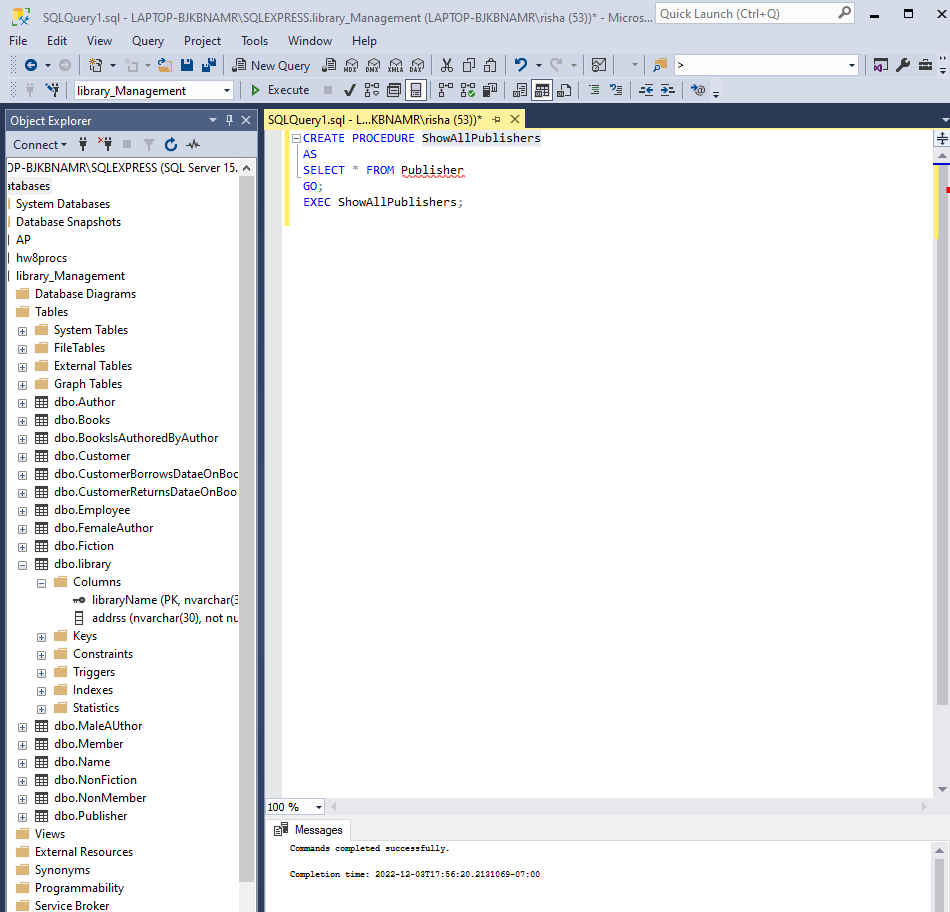 SQLQuery1.sql - LAPTOP-BJKBNAMR\SQLEXPRESS.library_Management (LAPTOP-BJKBNAMR\risha (53))* - Micros...
Quick Launch (Ctrl+Q)
File Edit View Query Project Tools Window Help
New Query MDX DMX XMLA DAX >
library_Management Execute
Object Explorer
Connect
OP-BJKBNAMR\SQLEXPRESS (SQL Server 15.
atabases
System Databases
Database Snapshots
AP
hw8procs
library_Management
Database Diagrams
Tables
System Tables
FileTables
External Tables
Graph Tables
dbo.Author
dbo.Books
dbo.BooksIsAuthoredByAuthor
dbo.Customer
dbo.CustomerBorrowsDataeOnBoo
dbo.CustomerReturnsDataeOnBoo
dbo.Employee
dbo.FemaleAuthor
dbo.Fiction
dbo.library
Columns
libraryName (PK, nvarchar(3
addrss (nvarchar(30), not nu
Keys
Constraints
Triggers
Indexes
Statistics
dbo.MaleAUthor
dbo.Member
dbo.Name
dbo.NonFiction
dbo.NonMember
dbo.Publisher
Views
External Resources
Synonyms
Programmability
Service Broker
SQLQuery1.sql - L...KBNAMR\risha (53))*
CREATE PROCEDURE ShowAllPublishers
AS
SELECT * FROM Publisher
GO;
EXEC ShowAllPublishers;
100 %
Messages
Commands completed successfully.
Completion time: 2022-12-03T17:56:20.2131069-07:00